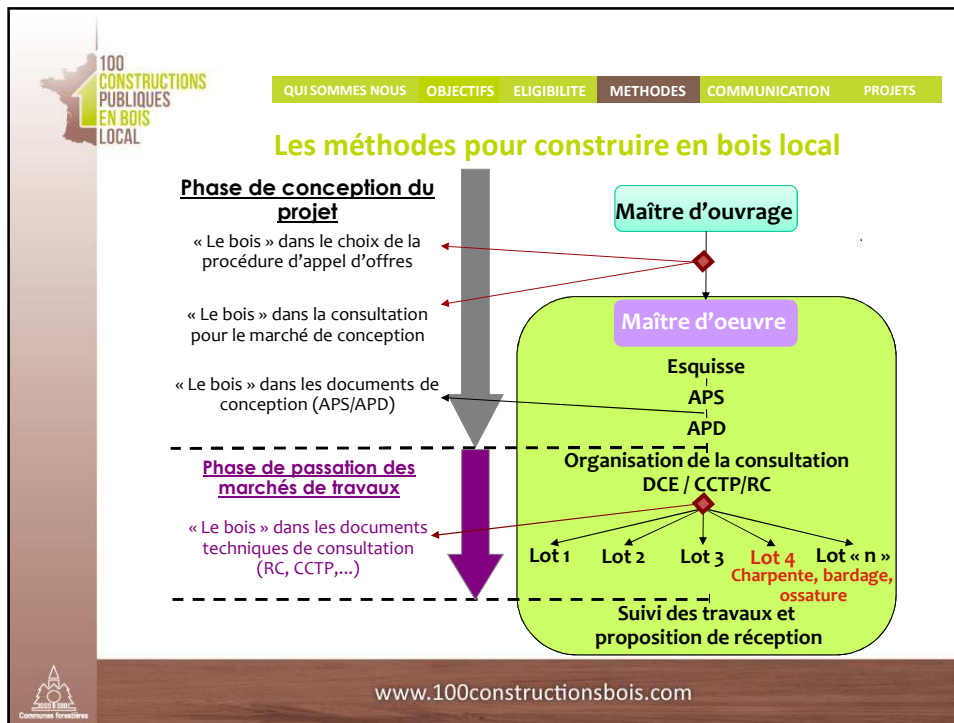 100
CONSTRUCTIONS
PUBLIQUES
EN BOIS
LOCAL
QUI SOMMES NOUS OBJECTIFS ELIGIBILITE METHODES COMMUNICATION PROJETS
Les méthodes pour construire en bois local
Phase de conception du
projet
« Le bois » dans le choix de la
procédure d'appel d'offres
« Le bois » dans la consultation
pour le marché de conception
« Le bois » dans les documents de
conception (APS/APD)
Phase de passation des
marchés de travaux
« Le bois » dans les documents
techniques de consultation
(RC, CCTP,...)
Maître d'ouvrage
Maître d'oeuvre
Esquisse
APS
APD
Organisation de la consultation
DCE / CCTP/RC
Lot 1 Lot 2 Lot 3 Lot 4 Lot « n »
Charpente, bardage,
ossature
Suivi des travaux et
proposition de réception
Communes forestières
www.100constructionsbois.com